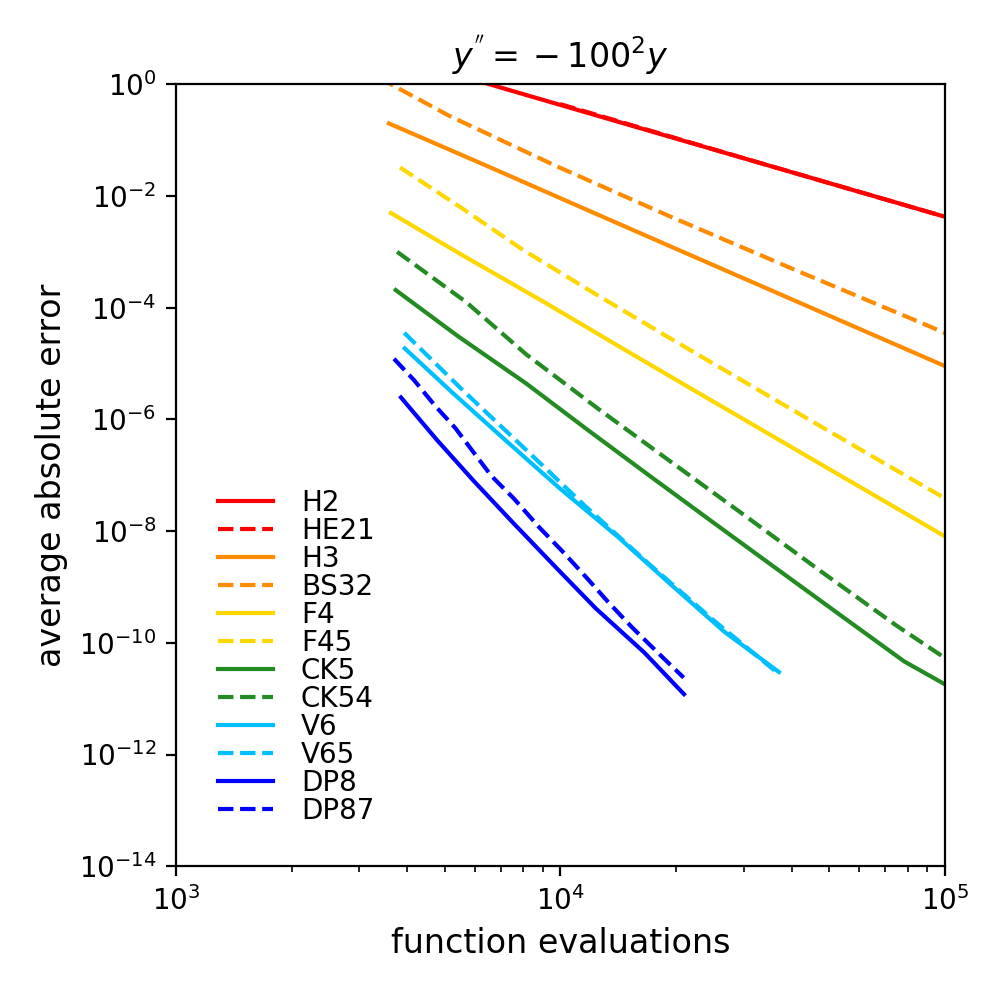 y″ = −100²y
average absolute error
10⁰
10⁻²
10⁻⁴
10⁻⁶
10⁻⁸
10⁻¹⁰
10⁻¹²
10⁻¹⁴
H2
HE21
H3
BS32
F4
F45
CK5
CK54
V6
V65
DP8
DP87
10³ 10⁴ 10⁵
function evaluations